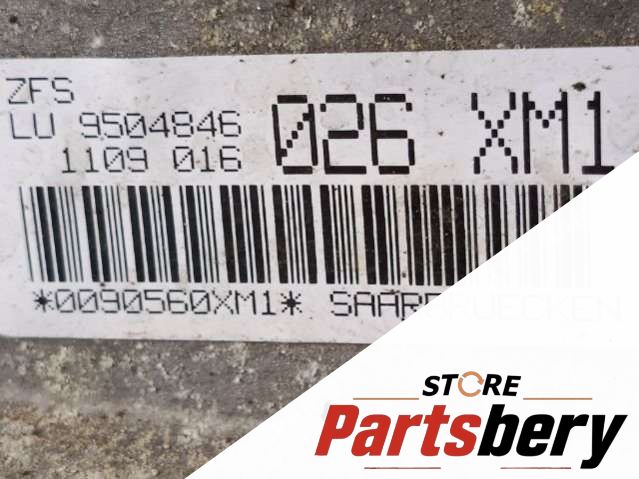 ZFS
LU 9504846
1109 016
026 XM1
*0090560XM1* SAARBRUECKEN
STORE
Partsbery